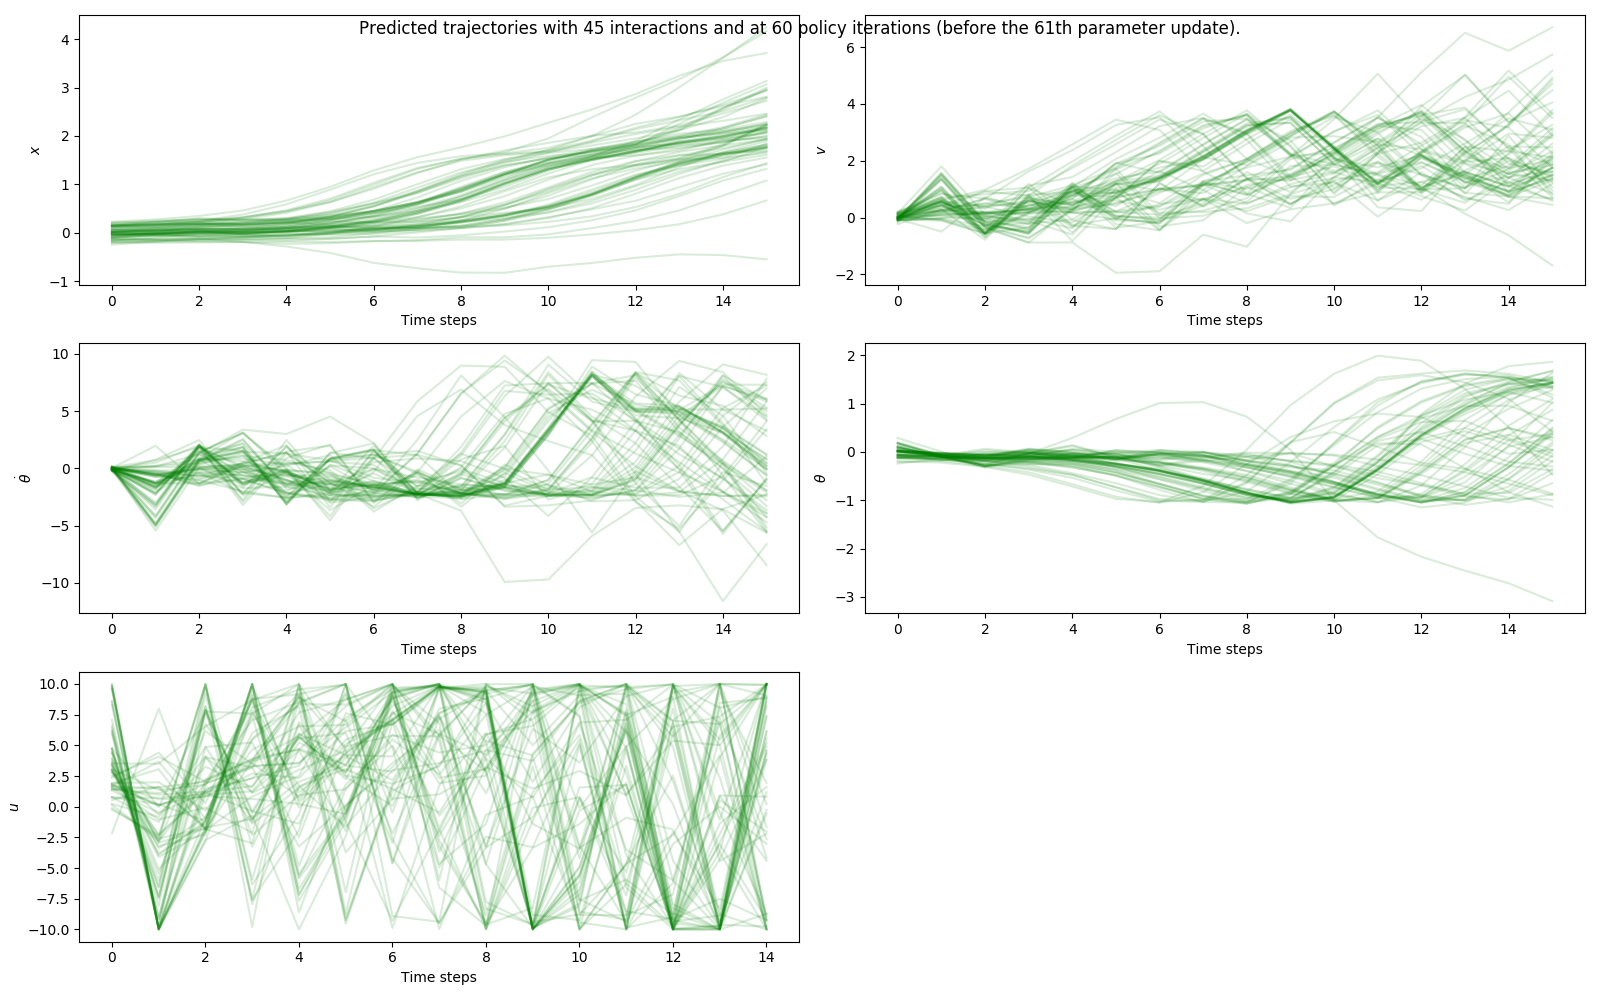 Predicted trajectories with 45 interactions and at 60 policy iterations (before the 61th parameter update).
4
3
2
1
0
−1
x
0 2 4 6 8 10 12 14
Time steps
6
4
2
0
−2
v
0 2 4 6 8 10 12 14
Time steps
10
5
0
−5
−10
θ̇
0 2 4 6 8 10 12 14
Time steps
2
1
0
−1
−2
−3
θ
0 2 4 6 8 10 12 14
Time steps
10.0
7.5
5.0
2.5
0.0
−2.5
−5.0
−7.5
−10.0
u
0 2 4 6 8 10 12 14
Time steps